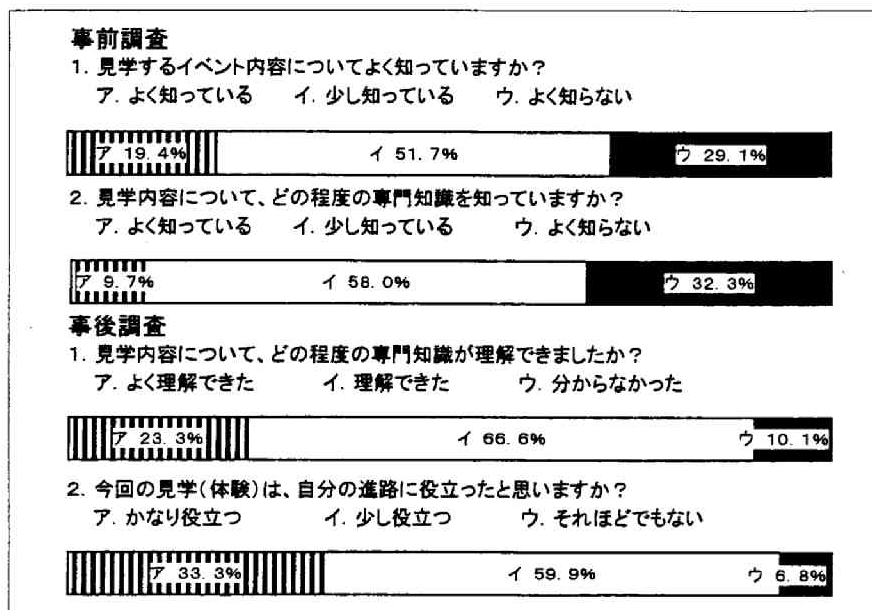 事前調査
1. 見学するイベント内容についてよく知っていますか？
ア. よく知っている　イ. 少し知っている　ウ. よく知らない
ア 19. 4%　イ 51. 7%　ウ 29. 1%
2. 見学内容について、どの程度の専門知識を知っていますか？
ア. よく知っている　イ. 少し知っている　ウ. よく知らない
ア 9. 7%　イ 58. 0%　ウ 32. 3%
事後調査
1. 見学内容について、どの程度の専門知識が理解できましたか？
ア. よく理解できた　イ. 理解できた　ウ. 分からなかった
ア 23. 3%　イ 66. 6%　ウ 10. 1%
2. 今回の見学(体験)は、自分の進路に役立ったと思いますか？
ア. かなり役立つ　イ. 少し役立つ　ウ. それほどでもない
ア 33. 3%　イ 59. 9%　ウ 6. 8%